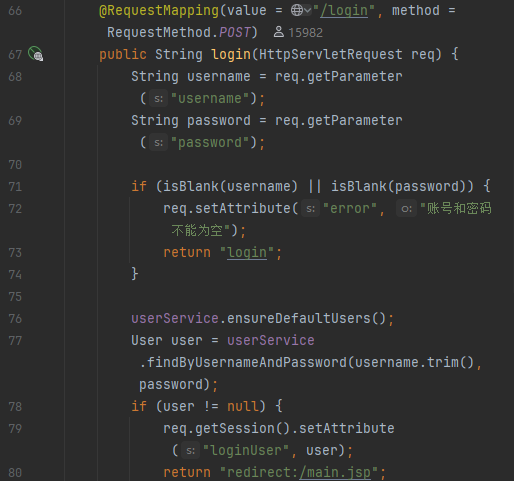 66 @RequestMapping(value = "/login", method =
RequestMethod.POST) 15982
67 public String login(HttpServletRequest req) {
68 String username = req.getParameter
(s: "username");
69 String password = req.getParameter
(s: "password");
70
71 if (isBlank(username) || isBlank(password)) {
72 req.setAttribute(s: "error", o: "账号和密码
不能为空");
73 return "login";
74 }
75
76 userService.ensureDefaultUsers();
77 User user = userService
.findByUsernameAndPassword(username.trim(),
password);
78 if (user != null) {
79 req.getSession().setAttribute
(s: "loginUser", user);
80 return "redirect:/main.jsp";